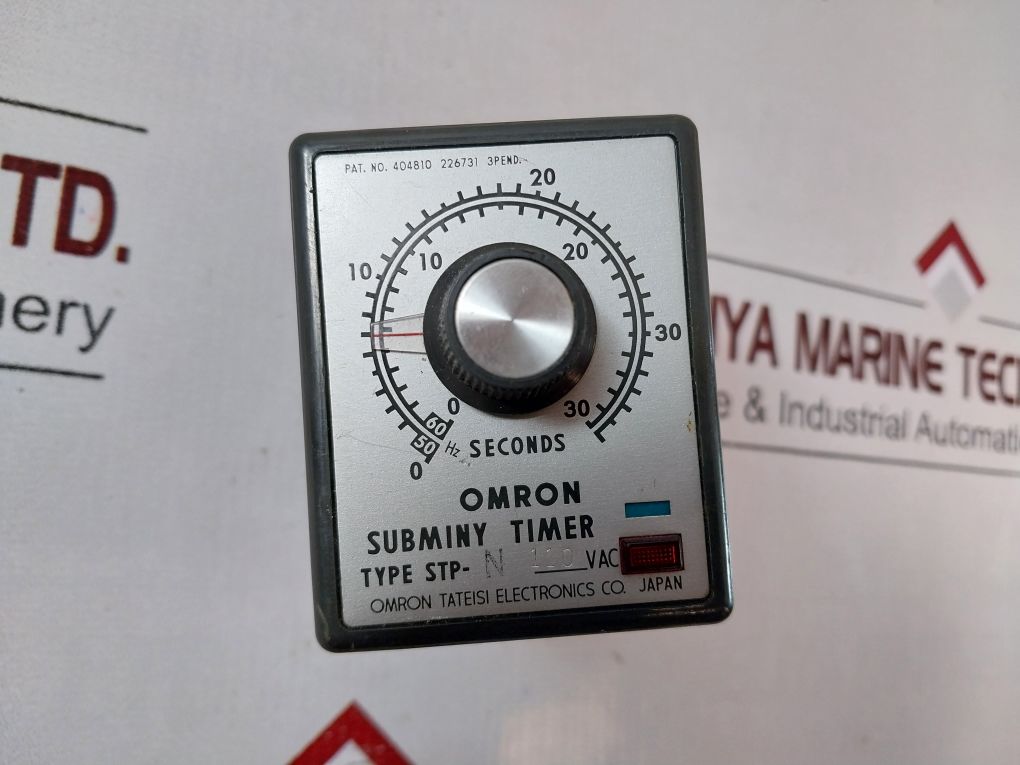 PAT. NO. 404810 226731 3PEND.
20
10 10 20
30
0 30
60
50 Hz SECONDS
0
OMRON
SUBMINY TIMER
TYPE STP- N 110 VAC
OMRON TATEISI ELECTRONICS CO. JAPAN
TD.
nery
YA MARINE TEC
e & Industrial Automati